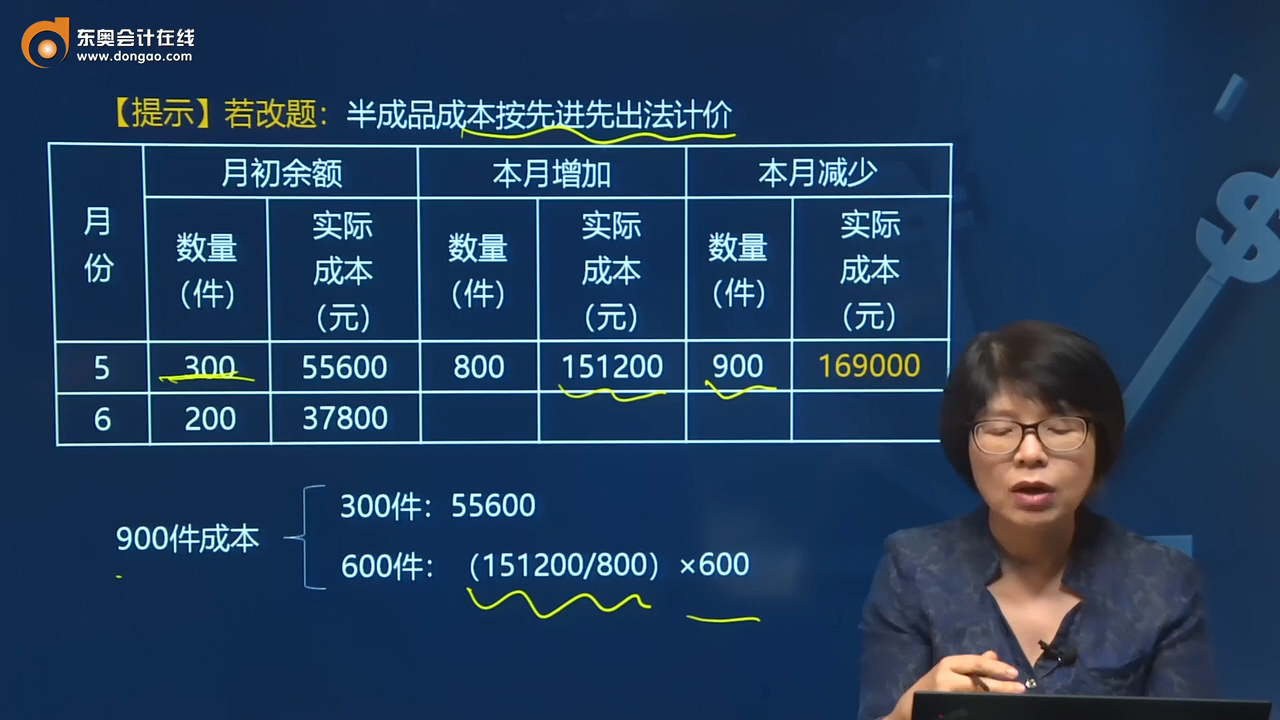 东奥会计在线
www.dongao.com
【提示】若改题：半成品成本按先进先出法计价
月份 月初余额 本月增加 本月减少
数量（件） 实际成本（元） 数量（件） 实际成本（元） 数量（件） 实际成本（元）
5 300 55600 800 151200 900 169000
6 200 37800
900件成本
300件：55600
600件：（151200/800）×600